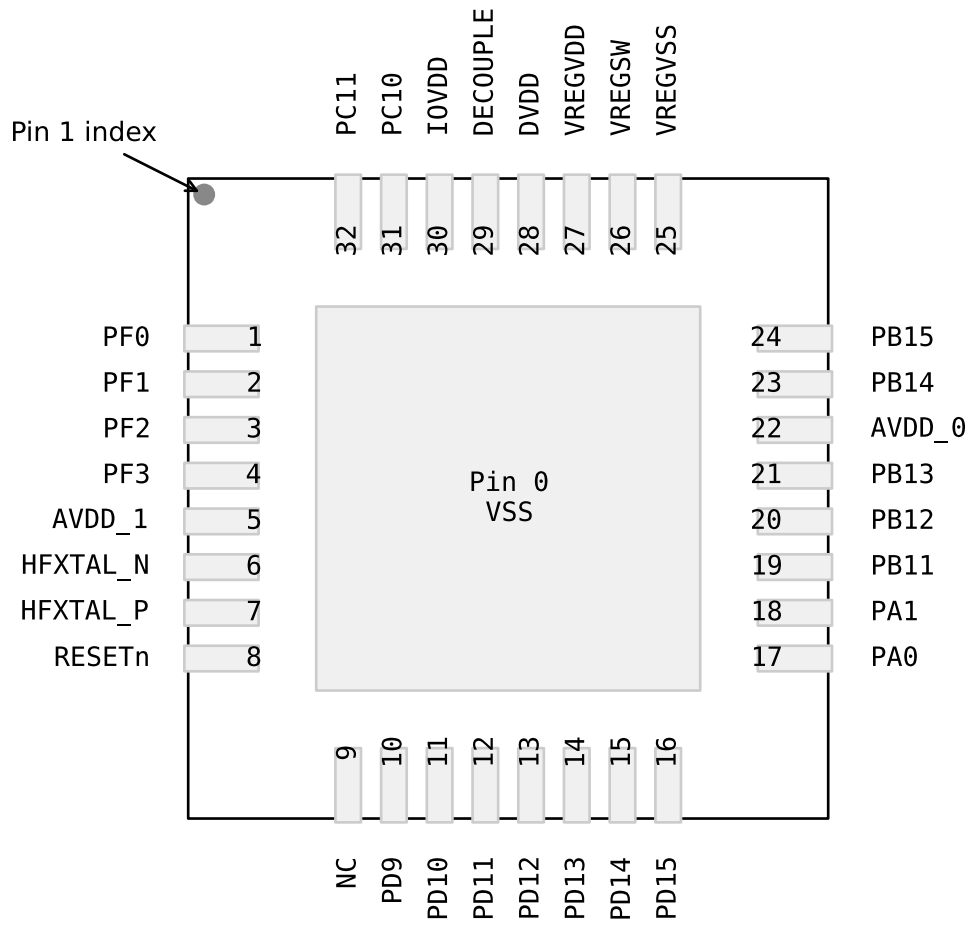 PC11
PC10
IOVDD
DECOUPLE
DVDD
VREGVDD
VREGSW
VREGVSS
Pin 1 index
32
31
30
29
28
27
26
25
PF0 1
PF1 2
PF2 3
PF3 4
AVDD_1 5
HFXTAL_N 6
HFXTAL_P 7
RESETn 8
Pin 0
VSS
24 PB15
23 PB14
22 AVDD_0
21 PB13
20 PB12
19 PB11
18 PA1
17 PA0
9
10
11
12
13
14
15
16
NC
PD9
PD10
PD11
PD12
PD13
PD14
PD15